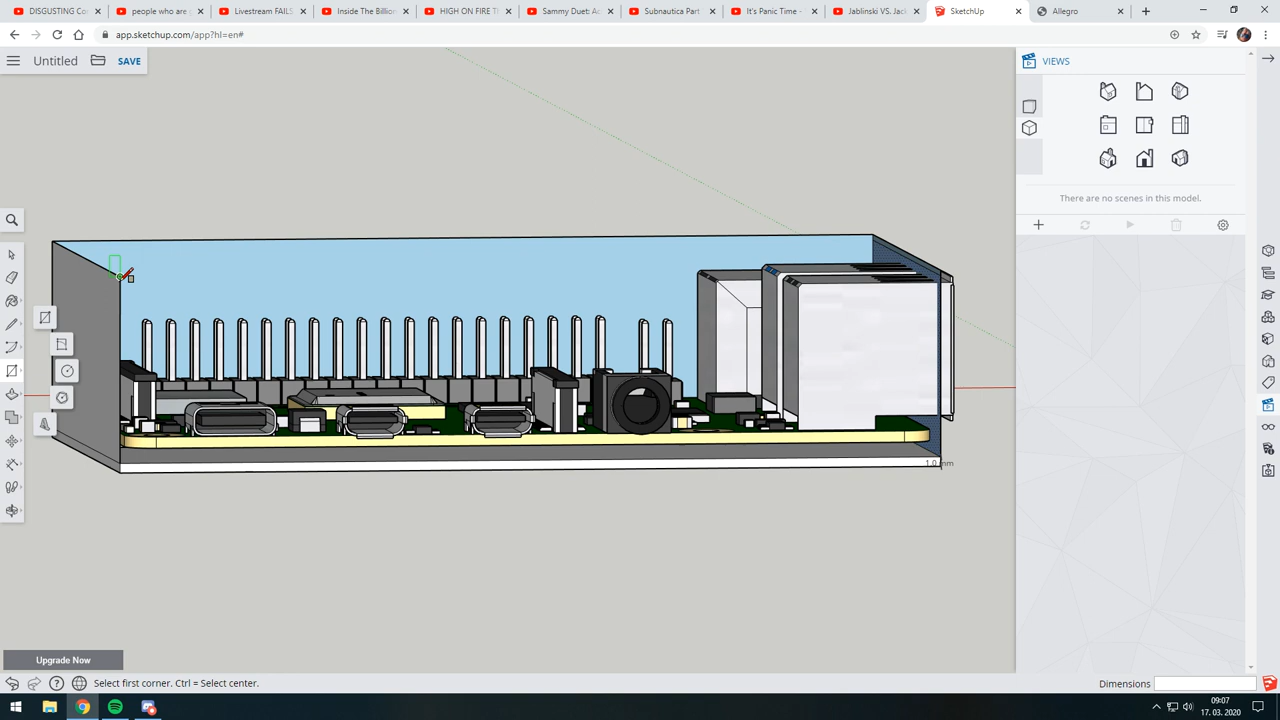 DISGUSTING Co
people who are g
Livestream FAILS
Inside The Billion
HIGH ON FIRE T
Sammy Duet: Ac
Subnautica Part
It's Panic Time -
Jablinski VS. Jack
SketchUp
Allegro
app.sketchup.com/app?hl=en#
Untitled
SAVE
VIEWS
There are no scenes in this model.
1.0 mm
Upgrade Now
Select first corner. Ctrl = Select center.
Dimensions
09:07
17. 03. 2020